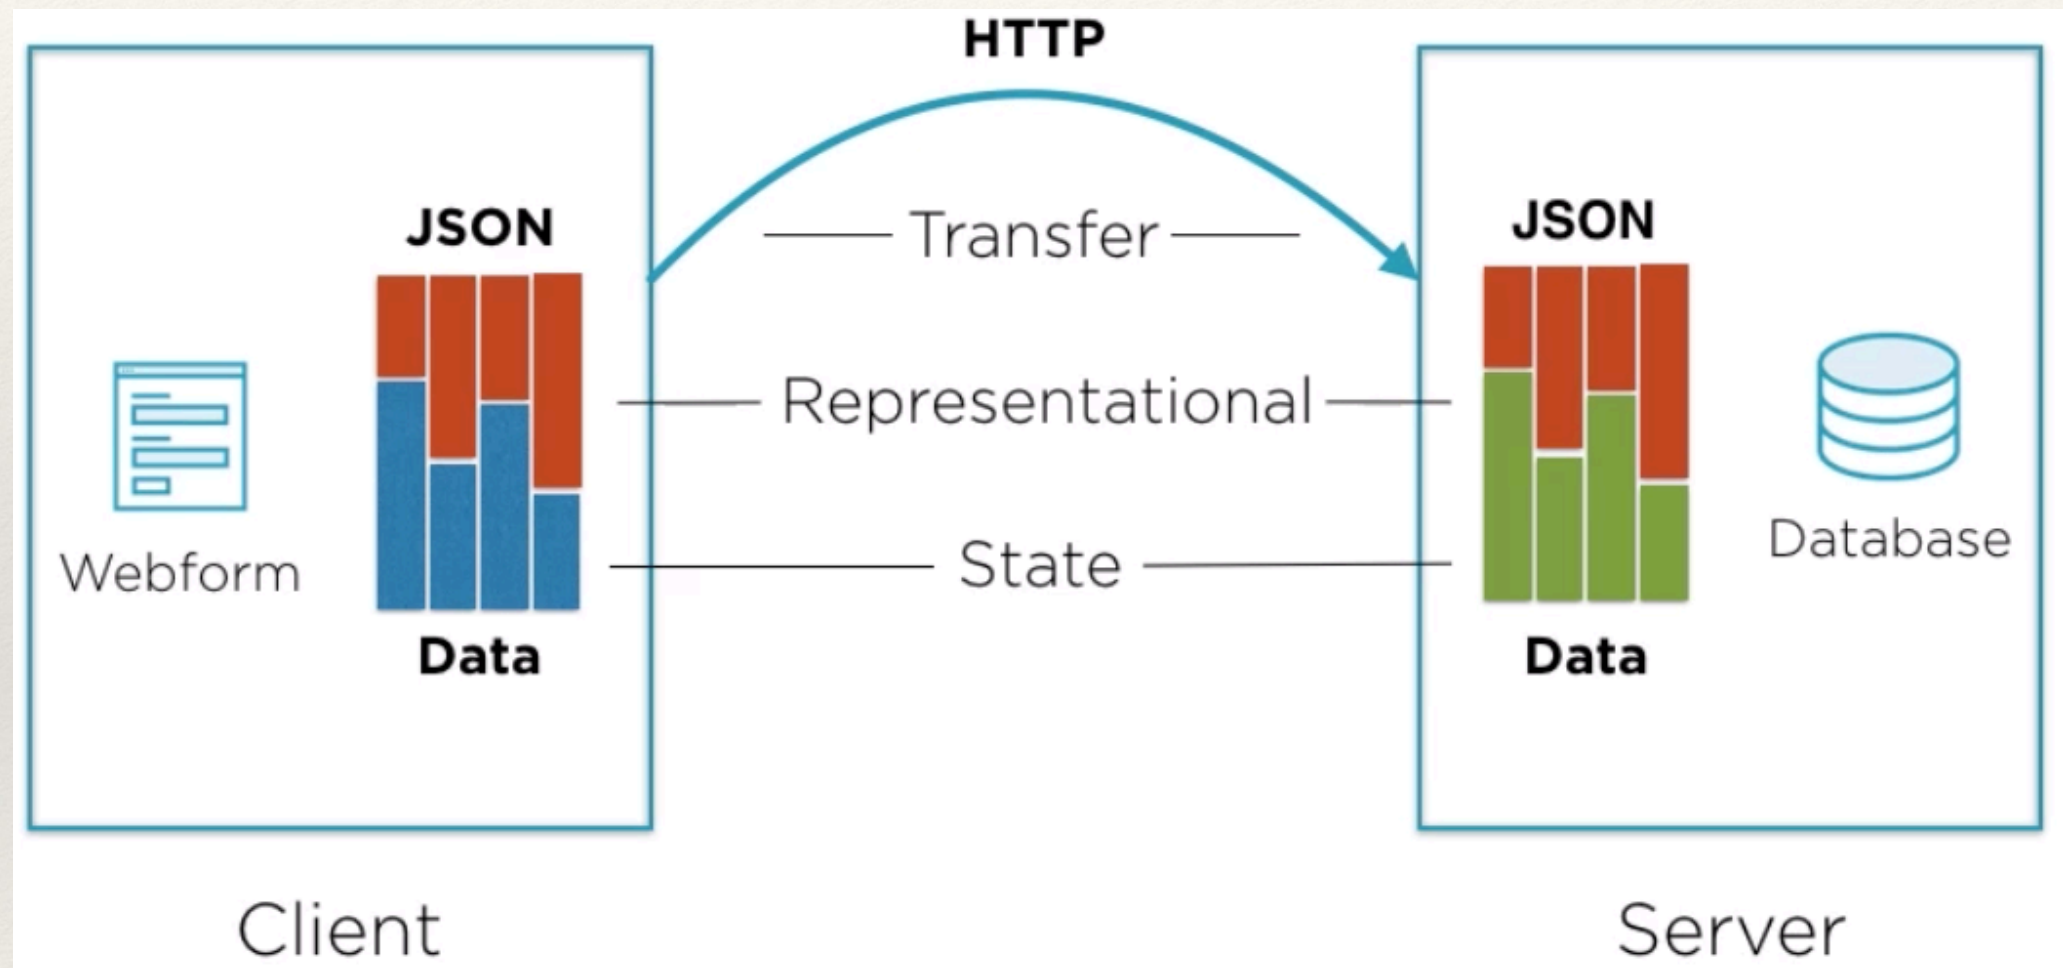 HTTP
Transfer
JSON
JSON
Representational
Webform
State
Database
Data
Data
Client
Server